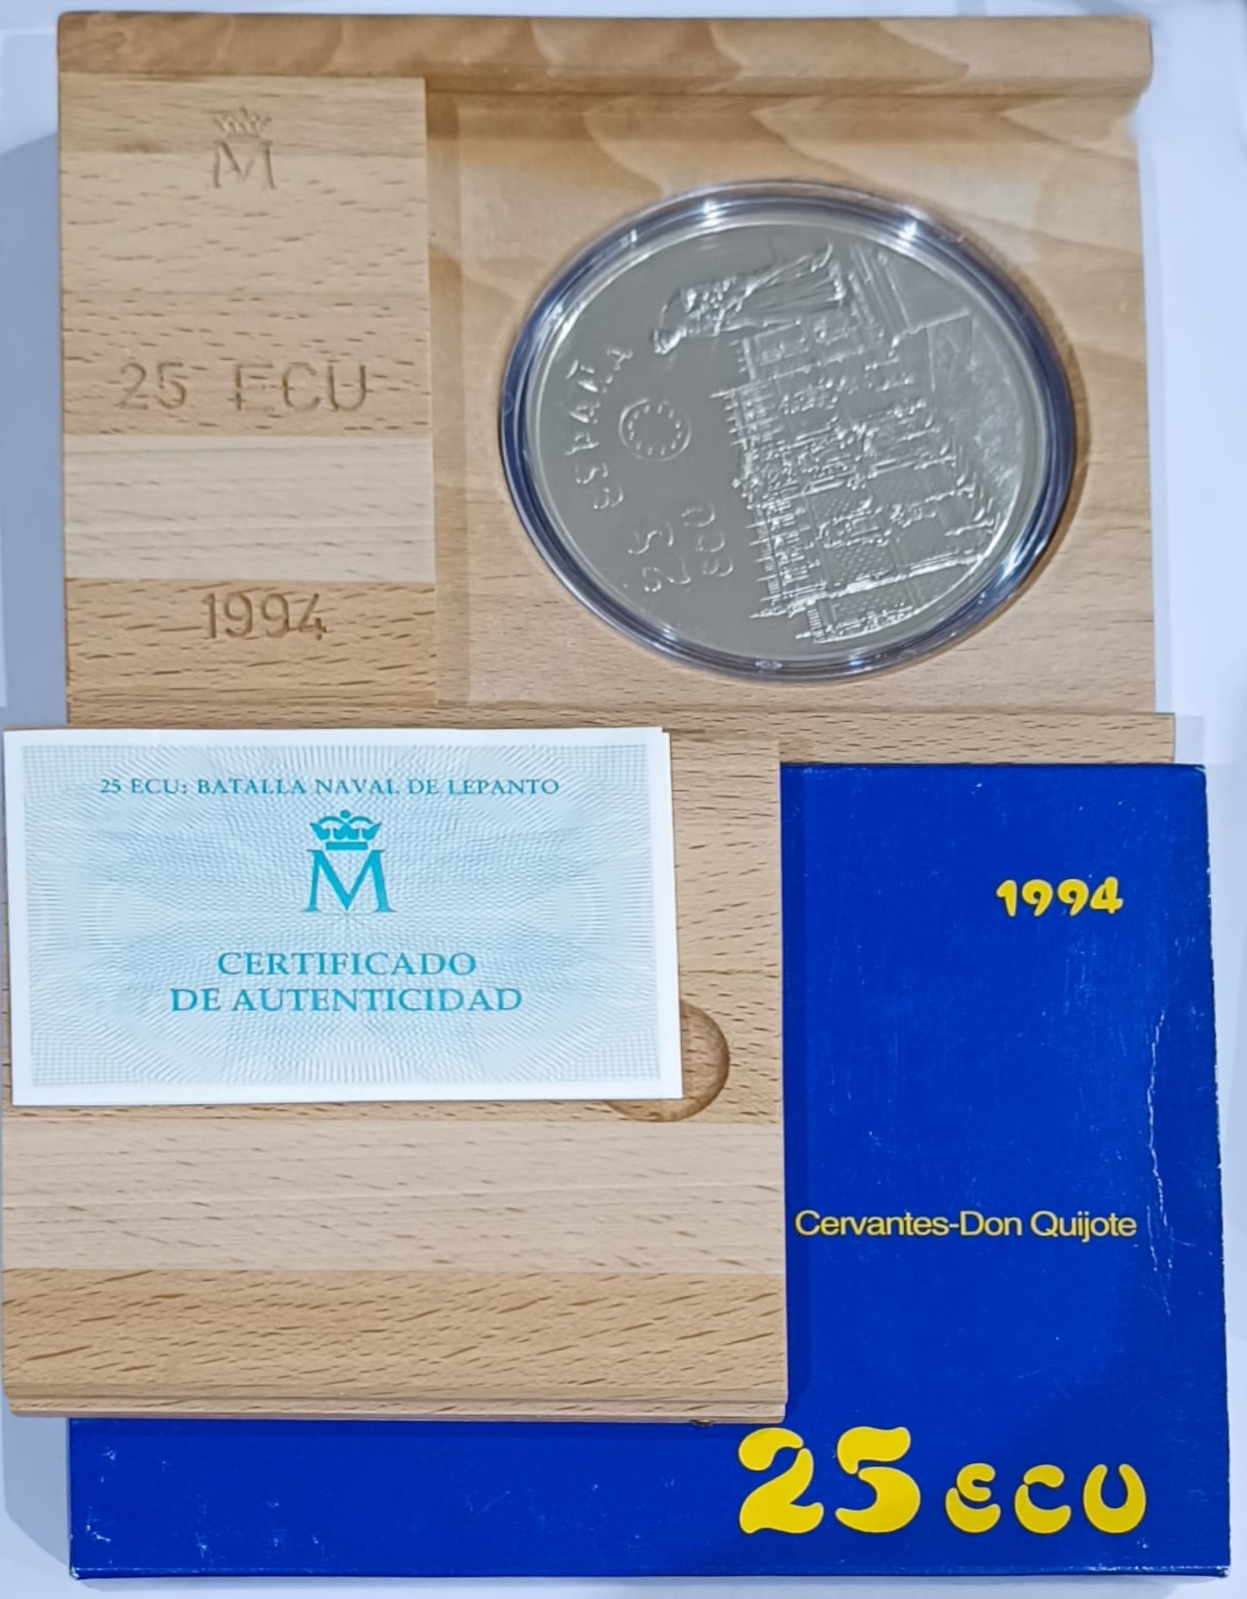 M
25 ECU
1994
ESPAÑA
25
ECU
25 ECU: BATALLA NAVAL DE LEPANTO
M
CERTIFICADO
DE AUTENTICIDAD
1994
Cervantes-Don Quijote
25 ECU